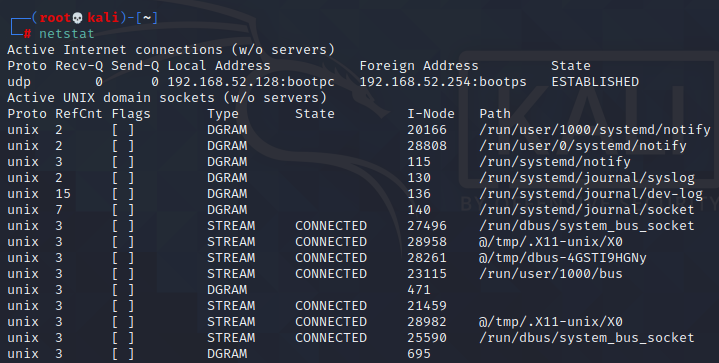 ┌──(root💀kali)-[~]
└─# netstat
Active Internet connections (w/o servers)
Proto Recv-Q Send-Q Local Address           Foreign Address         State
udp        0      0 192.168.52.128:bootpc   192.168.52.254:bootps   ESTABLISHED
Active UNIX domain sockets (w/o servers)
Proto RefCnt Flags       Type       State         I-Node   Path
unix  2      [ ]         DGRAM                    20166    /run/user/1000/systemd/notify
unix  2      [ ]         DGRAM                    28808    /run/user/0/systemd/notify
unix  3      [ ]         DGRAM                    115      /run/systemd/notify
unix  2      [ ]         DGRAM                    130      /run/systemd/journal/syslog
unix  15     [ ]         DGRAM                    136      /run/systemd/journal/dev-log
unix  7      [ ]         DGRAM                    140      /run/systemd/journal/socket
unix  3      [ ]         STREAM     CONNECTED     27496    /run/dbus/system_bus_socket
unix  3      [ ]         STREAM     CONNECTED     28958    @/tmp/.X11-unix/X0
unix  3      [ ]         STREAM     CONNECTED     28261    @/tmp/dbus-4GSTI9HGNy
unix  3      [ ]         STREAM     CONNECTED     23115    /run/user/1000/bus
unix  3      [ ]         DGRAM                    471
unix  3      [ ]         STREAM     CONNECTED     21459
unix  3      [ ]         STREAM     CONNECTED     28982    @/tmp/.X11-unix/X0
unix  3      [ ]         STREAM     CONNECTED     25590    /run/dbus/system_bus_socket
unix  3      [ ]         DGRAM                    695
KALI